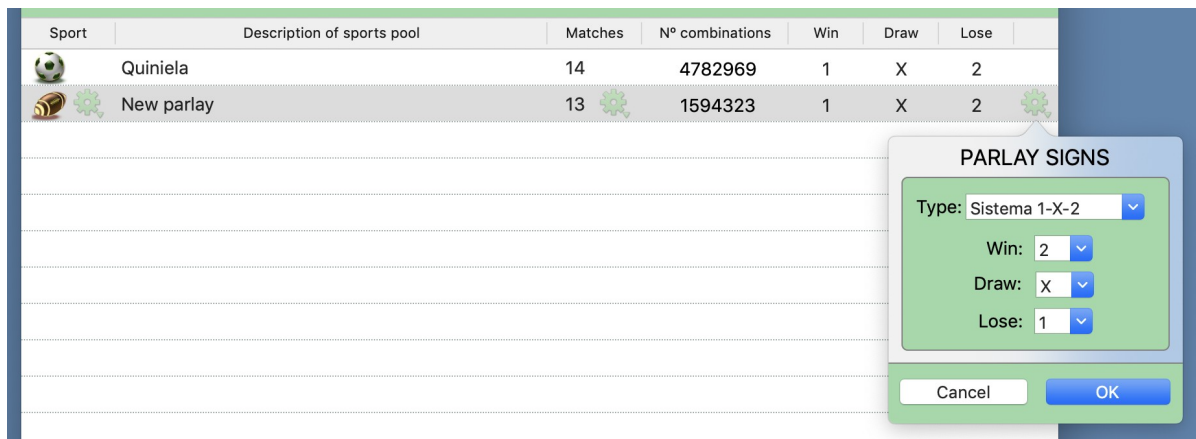 Sport Description of sports pool Matches Nº combinations Win Draw Lose
Quiniela 14 4782969 1 X 2
New parlay 13 1594323 1 X 2
PARLAY SIGNS
Type: Sistema 1-X-2
Win: 2
Draw: X
Lose: 1
Cancel OK